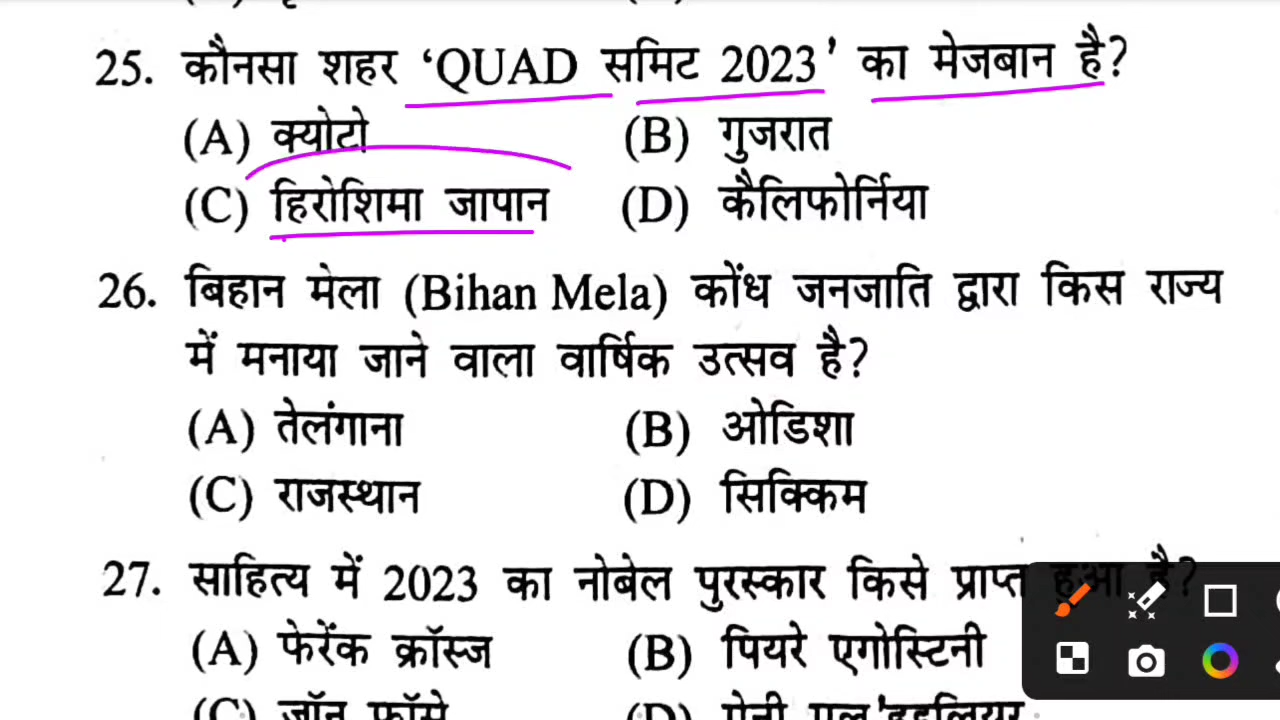 25. कौनसा शहर ‘QUAD समिट 2023’ का मेजबान है?
(A) क्योटो (B) गुजरात
(C) हिरोशिमा जापान (D) कैलिफोर्निया
26. बिहान मेला (Bihan Mela) कोंध जनजाति द्वारा किस राज्य
में मनाया जाने वाला वार्षिक उत्सव है?
(A) तेलंगाना (B) ओडिशा
(C) राजस्थान (D) सिक्किम
27. साहित्य में 2023 का नोबेल पुरस्कार किसे प्राप्त हुआ है?
(A) फेरेंक क्रॉस्ज (B) पियरे एगोस्टिनी
(C) जॉन फॉसे (D)